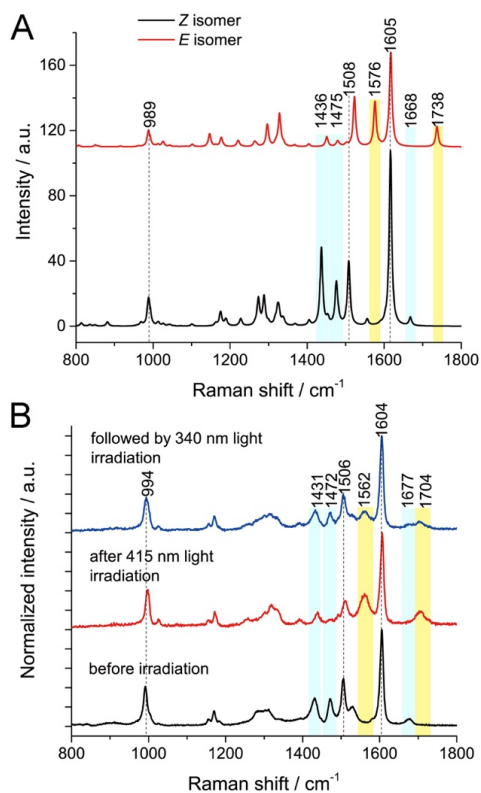 A
Z isomer
E isomer
989
1436
1475
1508
1576
1605
1668
1738
Intensity / a.u.
160
120
80
40
0
800 1000 1200 1400 1600 1800
Raman shift / cm-1
B
followed by 340 nm light
irradiation
994
1431
1472
1506
1562
1604
1677
1704
after 415 nm light
irradiation
before irradiation
Normalized intensity / a.u.
800 1000 1200 1400 1600 1800
Raman shift / cm-1